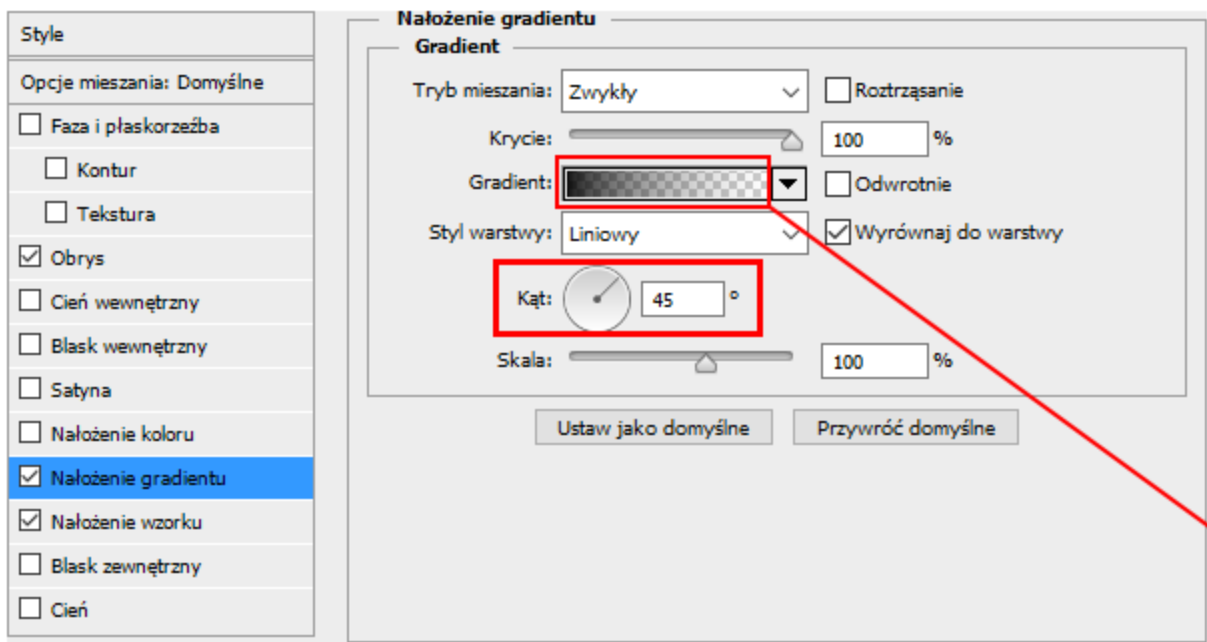 Style
Opcje mieszania: Domyślne
Faza i płaskorzeźba
Kontur
Tekstura
Obrys
Cień wewnętrzny
Blask wewnętrzny
Satyna
Nałożenie koloru
Nałożenie gradientu
Nałożenie wzorku
Blask zewnętrzny
Cień
Nałożenie gradientu
Gradient
Tryb mieszania: Zwykły Roztrząsanie
Krycie: 100 %
Gradient: Odwrotnie
Styl warstwy: Liniowy Wyrównaj do warstwy
Kąt: 45 °
Skala: 100 %
Ustaw jako domyślne Przywróć domyślne